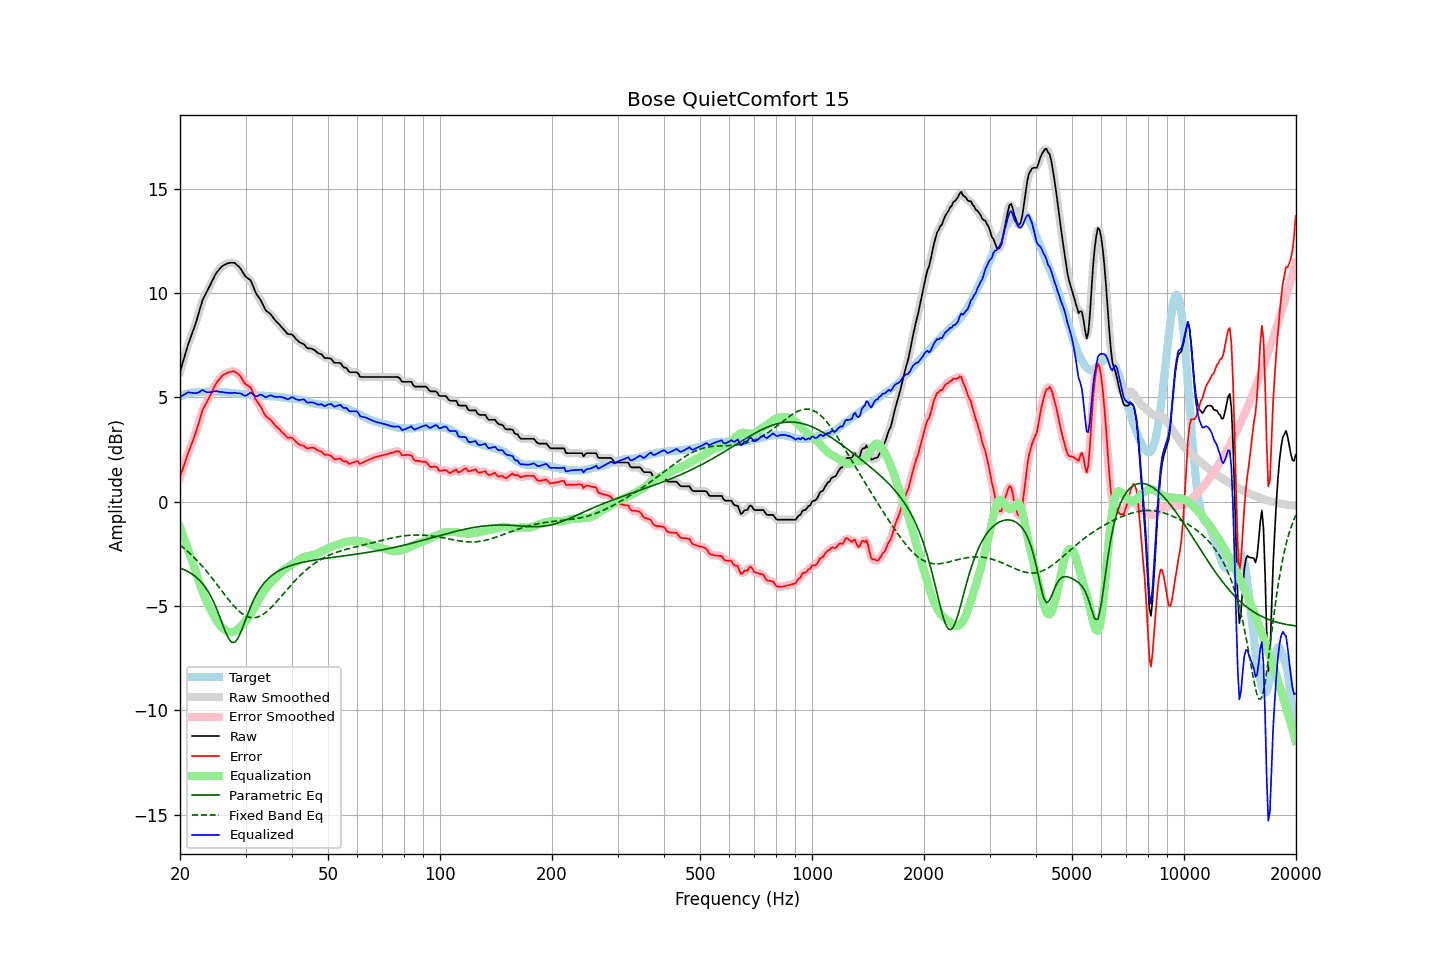 Bose QuietComfort 15
Amplitude (dBr)
15
10
5
0
−5
−10
−15
Target
Raw Smoothed
Error Smoothed
Raw
Error
Equalization
Parametric Eq
Fixed Band Eq
Equalized
20 50 100 200 500 1000 2000 5000 10000 20000
Frequency (Hz)